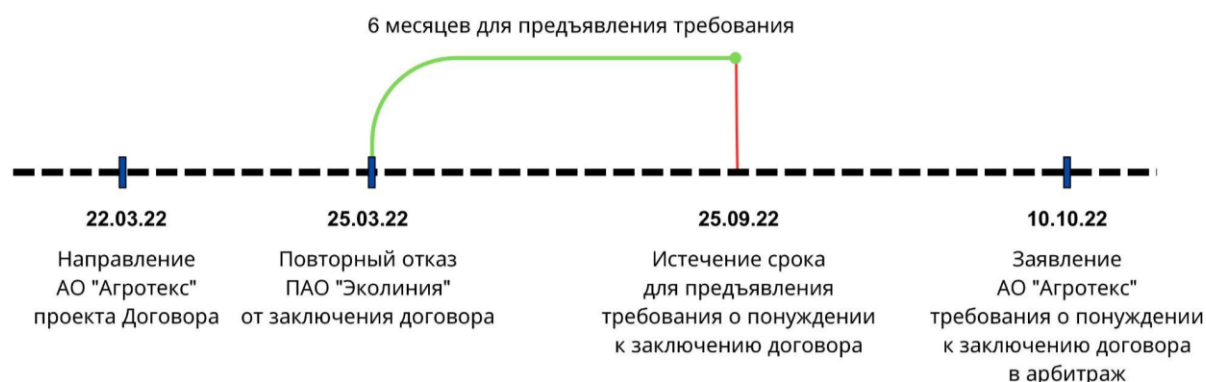 6 месяцев для предъявления требования
22.03.22
Направление
АО "Агротекс"
проекта Договора
25.03.22
Повторный отказ
ПАО "Эколиния"
от заключения договора
25.09.22
Истечение срока
для предъявления
требования о понуждении
к заключению договора
10.10.22
Заявление
АО "Агротекс"
требования о понуждении
к заключению договора
в арбитраж